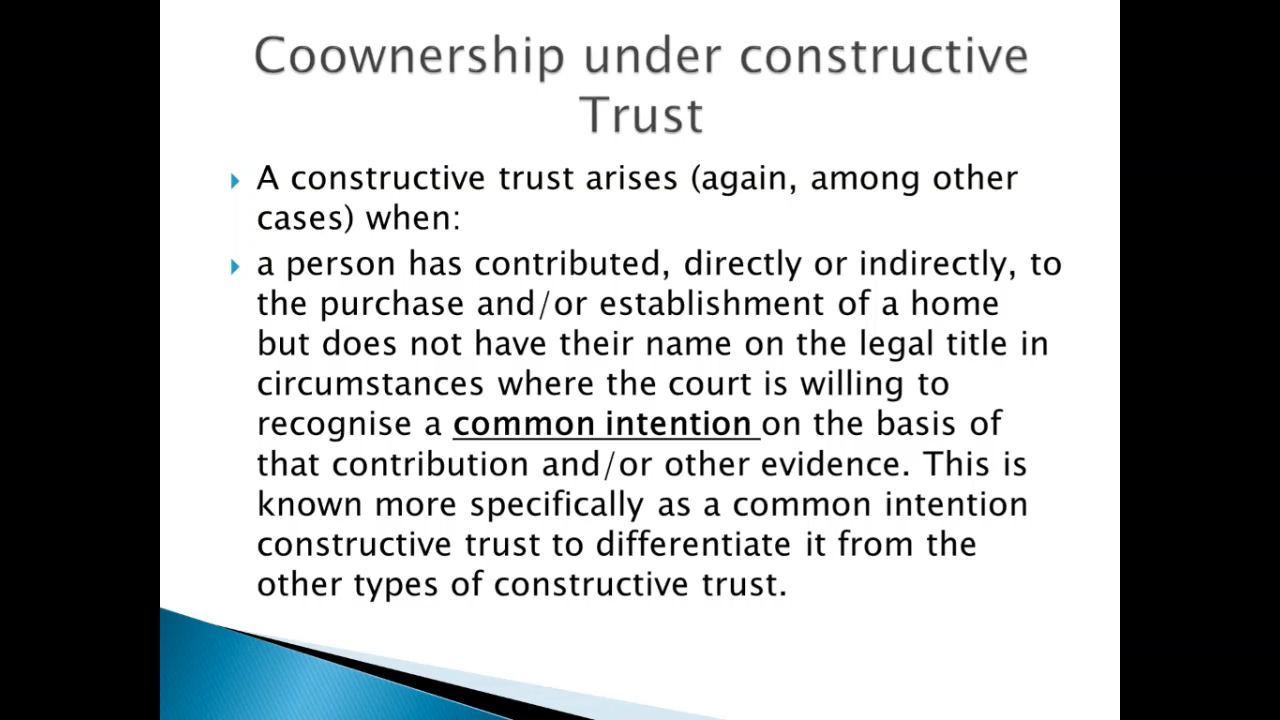 Coownership under constructive
Trust
A constructive trust arises (again, among other
cases) when:
a person has contributed, directly or indirectly, to
the purchase and/or establishment of a home
but does not have their name on the legal title in
circumstances where the court is willing to
recognise a common intention on the basis of
that contribution and/or other evidence. This is
known more specifically as a common intention
constructive trust to differentiate it from the
other types of constructive trust.